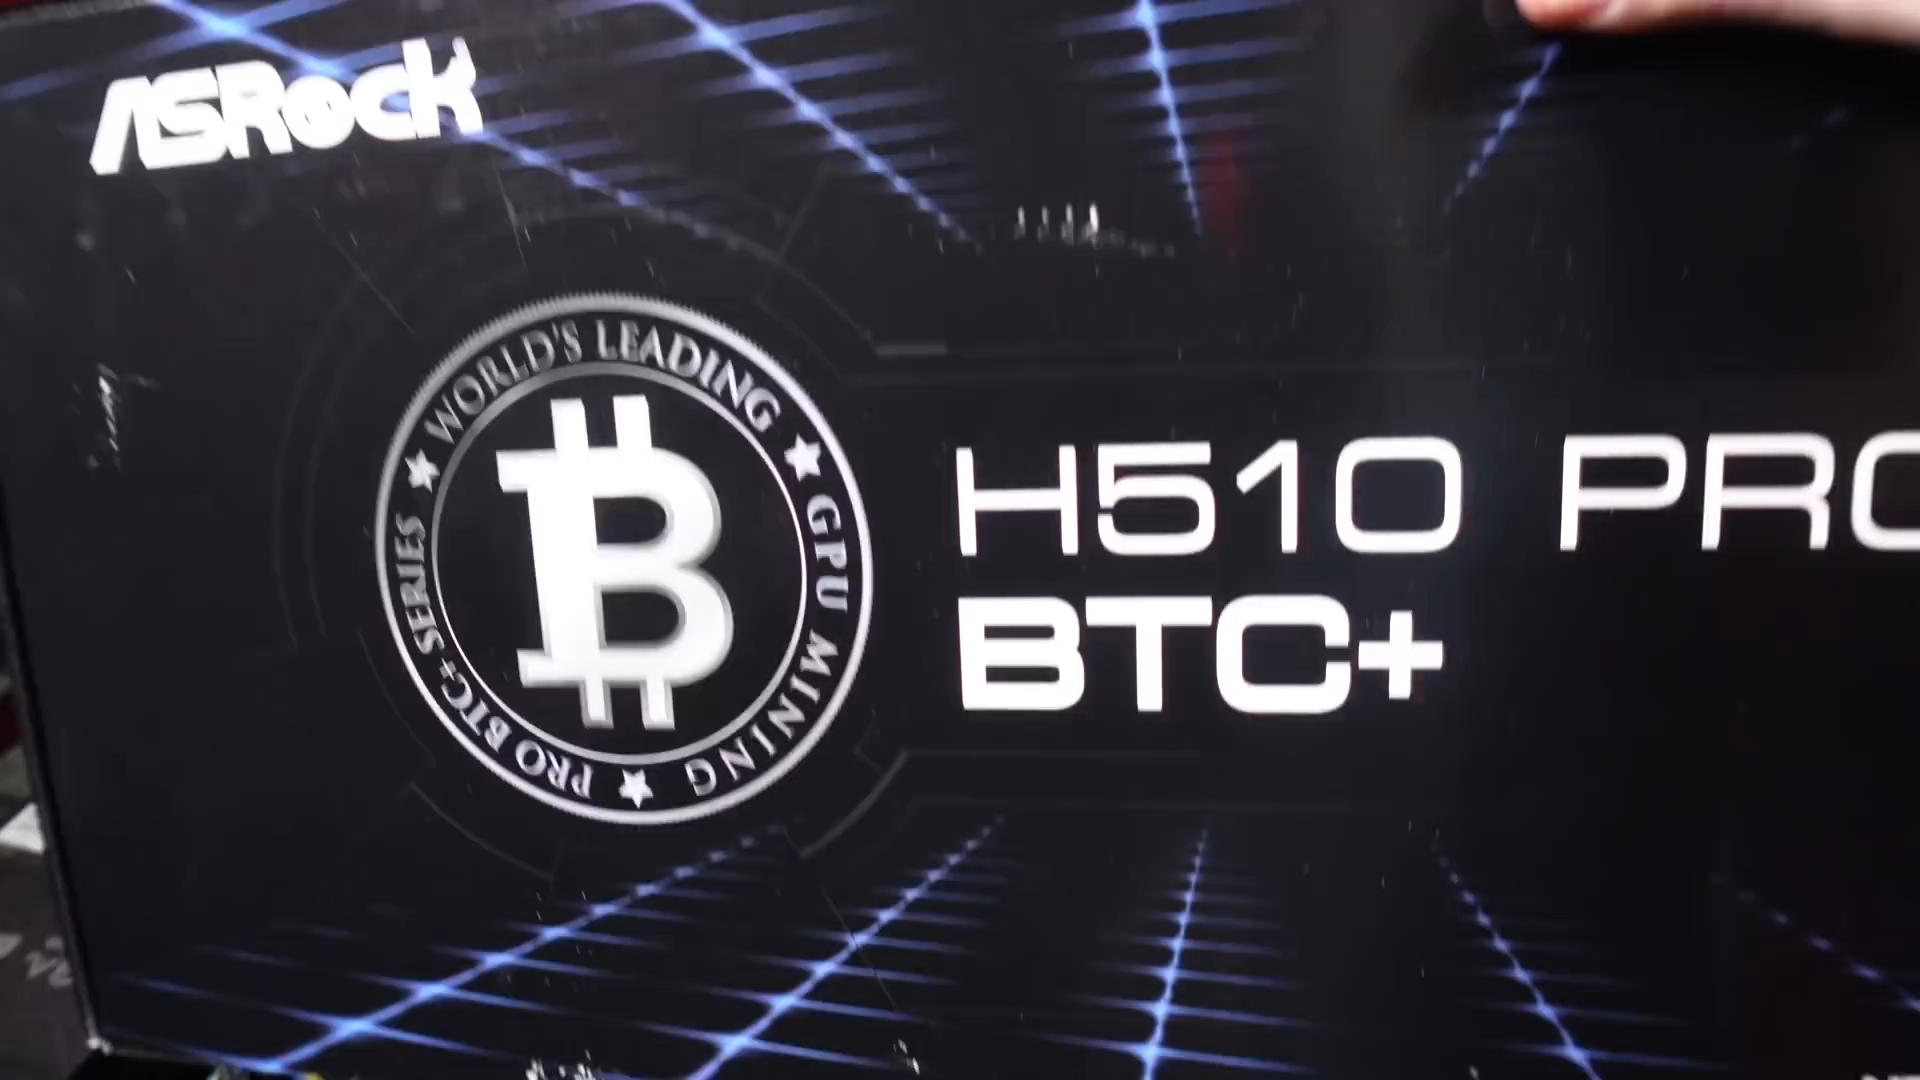 ASRock
WORLD'S LEADING ★ GPU MINING ★ PRO BTC+ SERIES ★
H510 PRO
BTC+